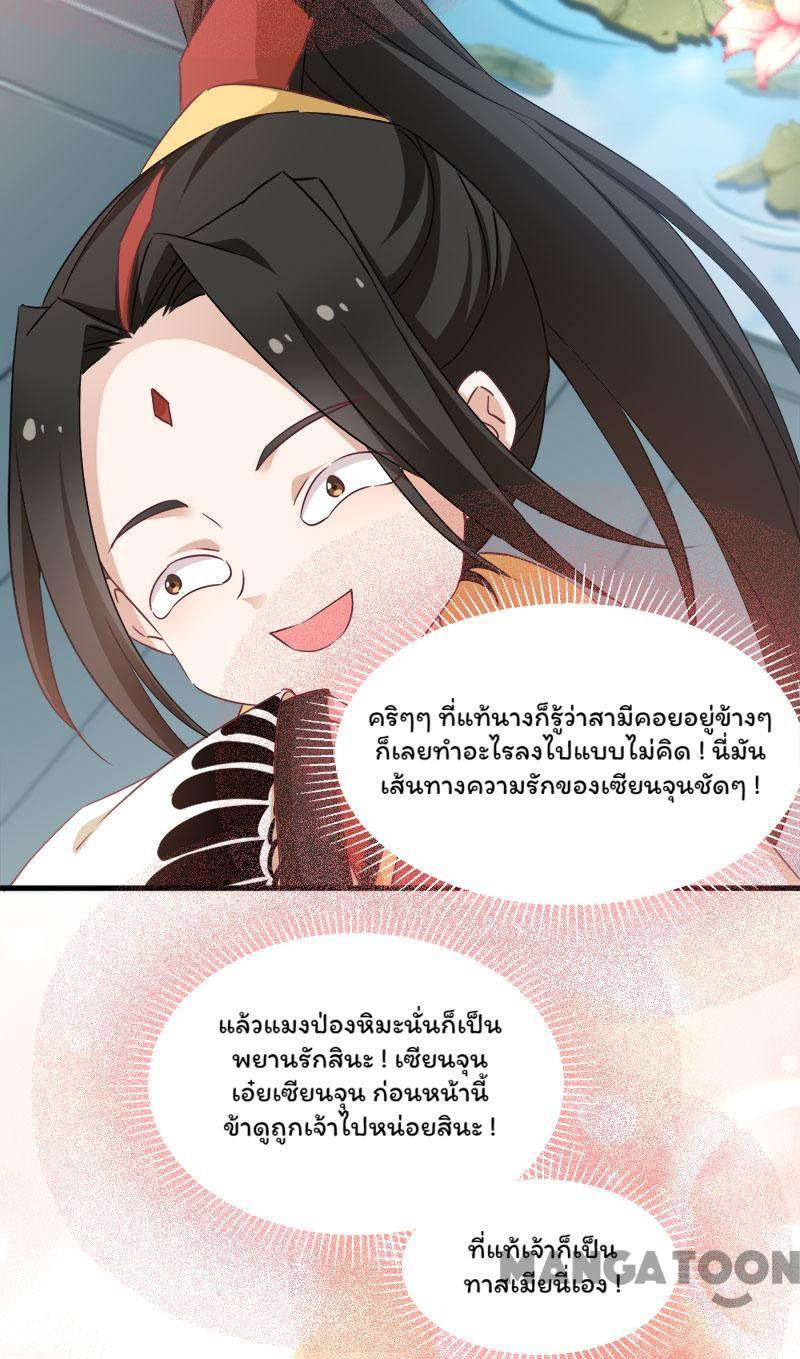 คริๆๆ ที่แท้นางก็รู้ว่าสามีคอยอยู่ข้างๆ
ก็เลยทำอะไรลงไปแบบไม่คิด ! นี่มัน
เส้นทางความรักของเซียนจุนชัดๆ !
แล้วแมงป่องหิมะนั่นก็เป็น
พยานรักสินะ ! เซียนจุน
เอ๋ยเซียนจุน ก่อนหน้านี้
ข้าดูถูกเจ้าไปหน่อยสินะ !
ที่แท้เจ้าก็เป็น
ทาสเมียนี่เอง !
MANGATOON